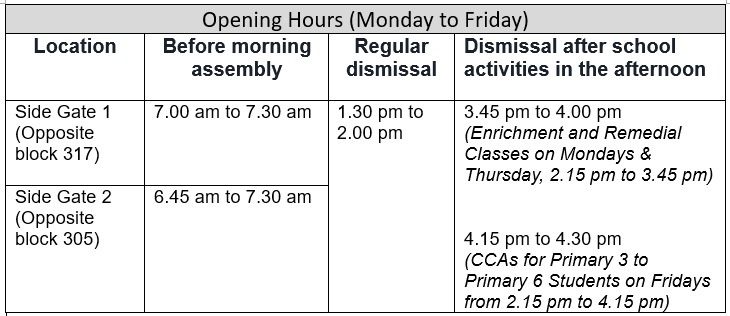 Opening Hours (Monday to Friday)
Location
Before morning
assembly
Regular
dismissal
Dismissal after school
activities in the afternoon
Side Gate 1
(Opposite
block 317)
7.00 am to 7.30 am
1.30 pm to
2.00 pm
3.45 pm to 4.00 pm
(Enrichment and Remedial
Classes on Mondays &
Thursday, 2.15 pm to 3.45 pm)
Side Gate 2
(Opposite
block 305)
6.45 am to 7.30 am
4.15 pm to 4.30 pm
(CCAs for Primary 3 to
Primary 6 Students on Fridays
from 2.15 pm to 4.15 pm)